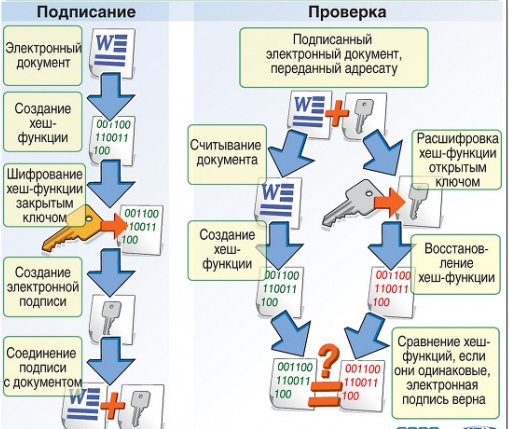 Подписание
Электронный
документ
Создание
хеш-
функции
001100
110011
100
Шифрование
хеш-функции
закрытым
ключом
001100
110011
100
Создание
электронной
подписи
Соединение
подписи
с документом
W
+
Проверка
Подписанный
электронный документ,
переданный адресату
W
+
Считывание
документа
W
Расшифровка
хеш-функции
открытым
ключом
Создание
хеш-
функции
001100
110011
100
Восстанов-
ление
хеш-функции
001100
110011
100
001100
110011
100
?
=
001100
110011
100
Сравнение хеш-
функций, если
они одинаковые,
электронная
подпись верна